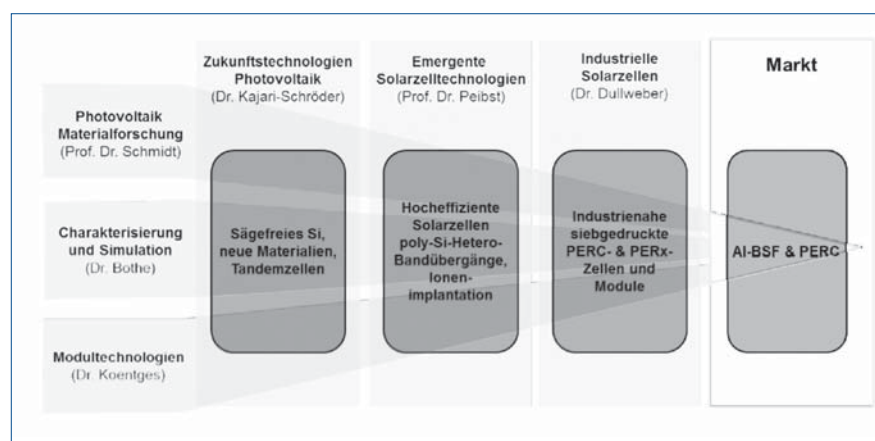 Zukunftstechnologien
Photovoltaik
(Dr. Kajari-Schröder)
Emergente
Solarzelltechnologien
(Prof. Dr. Peibst)
Industrielle
Solarzellen
(Dr. Dullweber)
Markt
Photovoltaik
Materialforschung
(Prof. Dr. Schmidt)
Charakterisierung
und Simulation
(Dr. Bothe)
Modultechnologien
(Dr. Koentges)
Sägefreies Si,
neue Materialien,
Tandemzellen
Hocheffiziente
Solarzellen
poly-Si-Hetero-
Bandübergänge,
Ionen-
implantation
Industrienahe
siebgedruckte
PERC- & PERx-
Zellen und
Module
Al-BSF & PERC